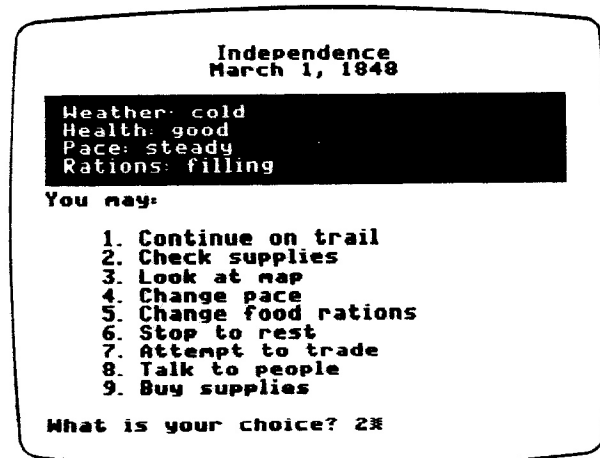 Independence
March 1, 1848
Weather: cold
Health: good
Pace: steady
Rations: filling
You may:
1. Continue on trail
2. Check supplies
3. Look at map
4. Change pace
5. Change food rations
6. Stop to rest
7. Attempt to trade
8. Talk to people
9. Buy supplies
What is your choice? 2